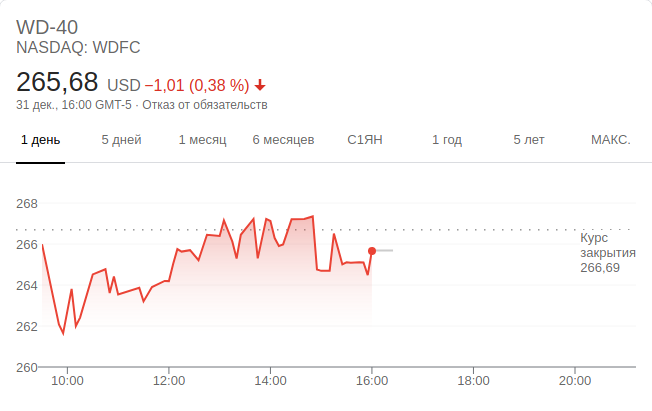 WD-40
NASDAQ: WDFC
265,68 USD −1,01 (0,38 %)
31 дек., 16:00 GMT-5 · Отказ от обязательств
1 день 5 дней 1 месяц 6 месяцев С1ЯН 1 год 5 лет МАКС.
268
266
264
262
260
Курс
закрытия
266,69
10:00 12:00 14:00 16:00 18:00 20:00